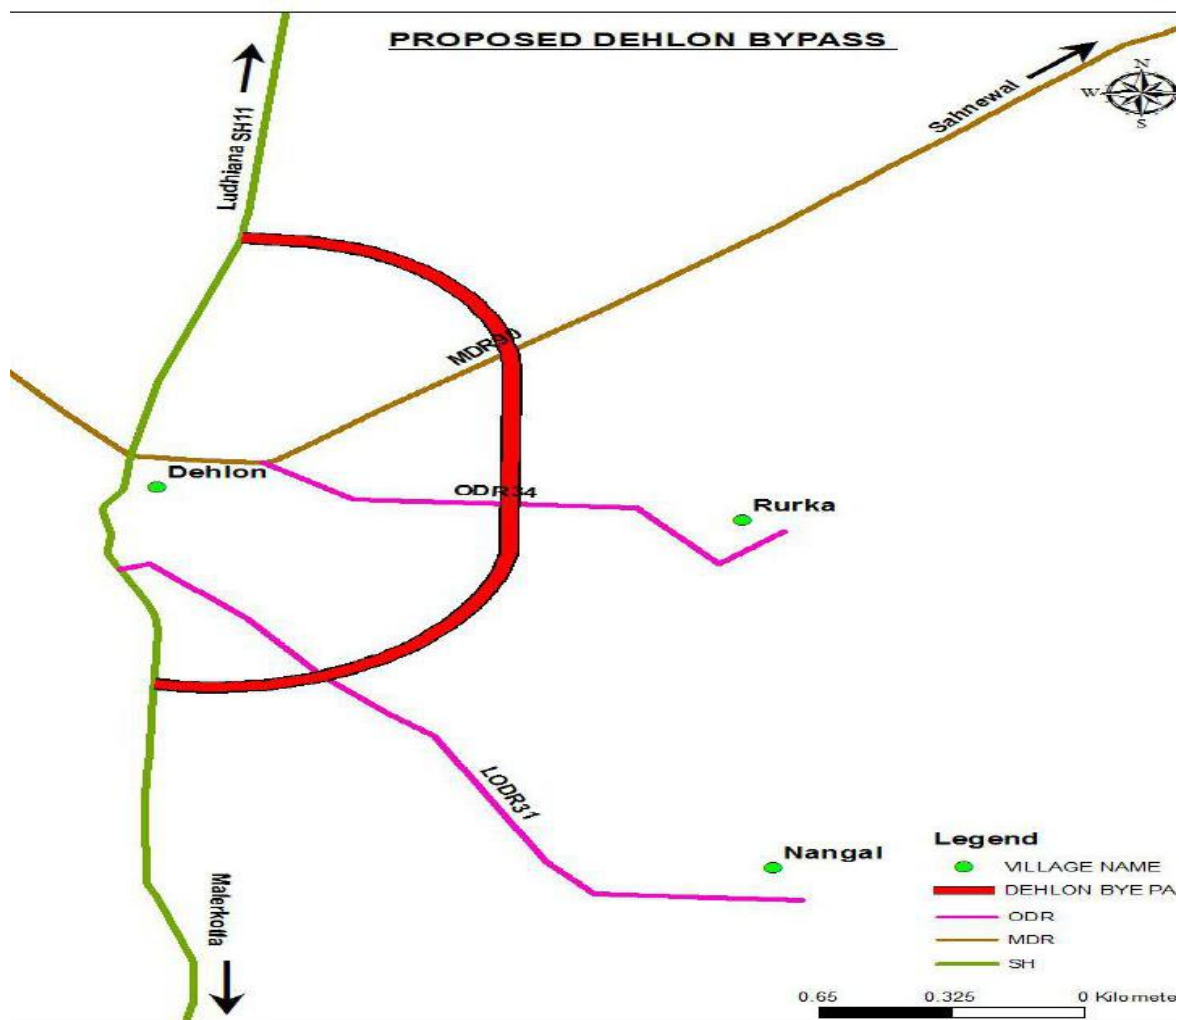 PROPOSED DEHLON BYPASS
N
W
S
Sahnewal
Ludhiana SH11
MDR90
Dehlon
ODR34
Rurka
LODR31
Nangal
Malerkotla
Legend
VILLAGE NAME
DEHLON BYE PA
ODR
MDR
SH
0.65 0.325 0 Kilomete